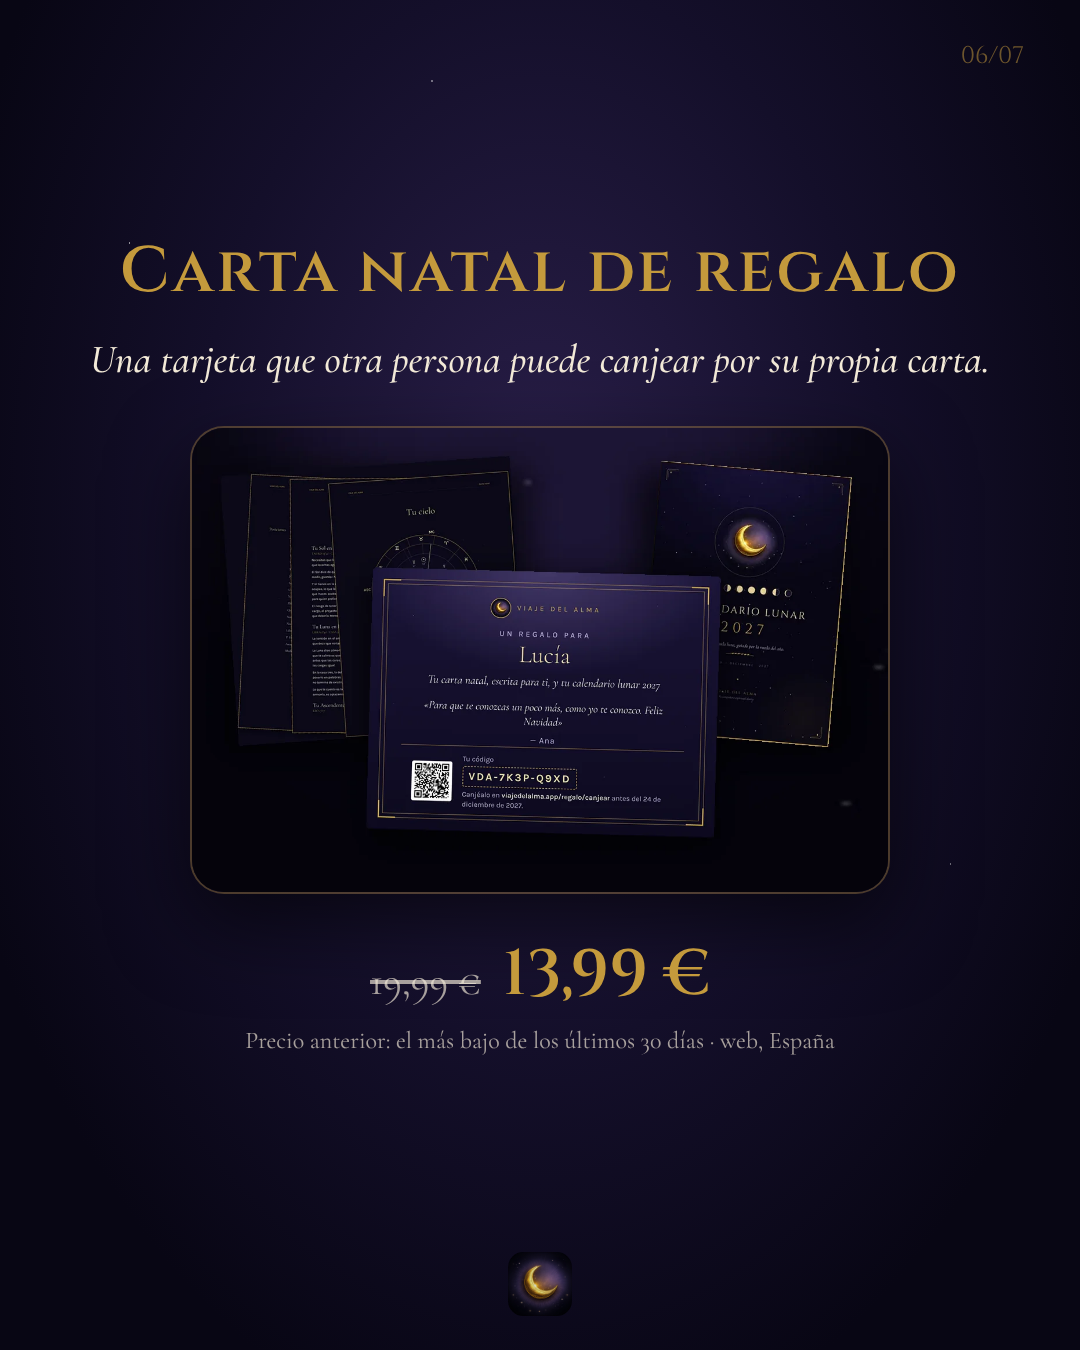 06/07
Carta natal de regalo
Una tarjeta que otra persona puede canjear por su propia carta.
Tu cielo
DARÍO LUNAR
2027
VIAJE DEL ALMA
UN REGALO PARA
Lucía
Tu carta natal, escrita para ti, y tu calendario lunar 2027
«Para que te conozcas un poco más, como yo te conozco. Feliz
Navidad»
— Ana
Tu código
VDA-7K3P-Q9XD
Canjéalo en viajedelalma.app/regalo/canjear antes del 24 de
diciembre de 2027.
19,99 € 13,99 €
Precio anterior: el más bajo de los últimos 30 días · web, España